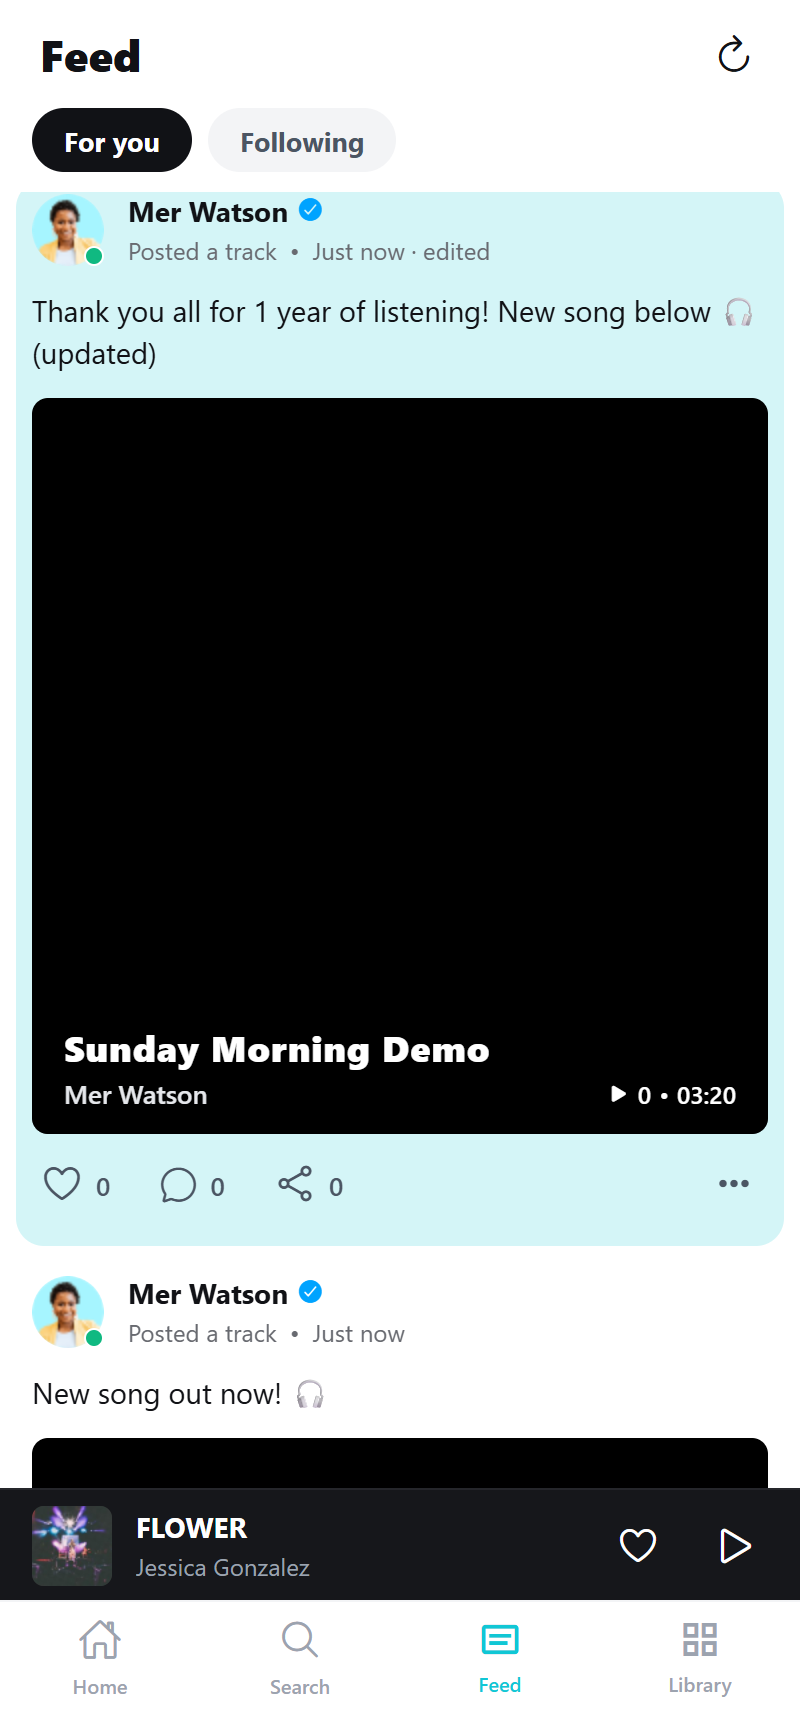 Feed
For you
Following
Mer Watson
Posted a track • Just now · edited
Thank you all for 1 year of listening! New song below 🎧
(updated)
Sunday Morning Demo
Mer Watson
0 • 03:20
0
0
0
Mer Watson
Posted a track • Just now
New song out now! 🎧
FLOWER
Jessica Gonzalez
Home
Search
Feed
Library